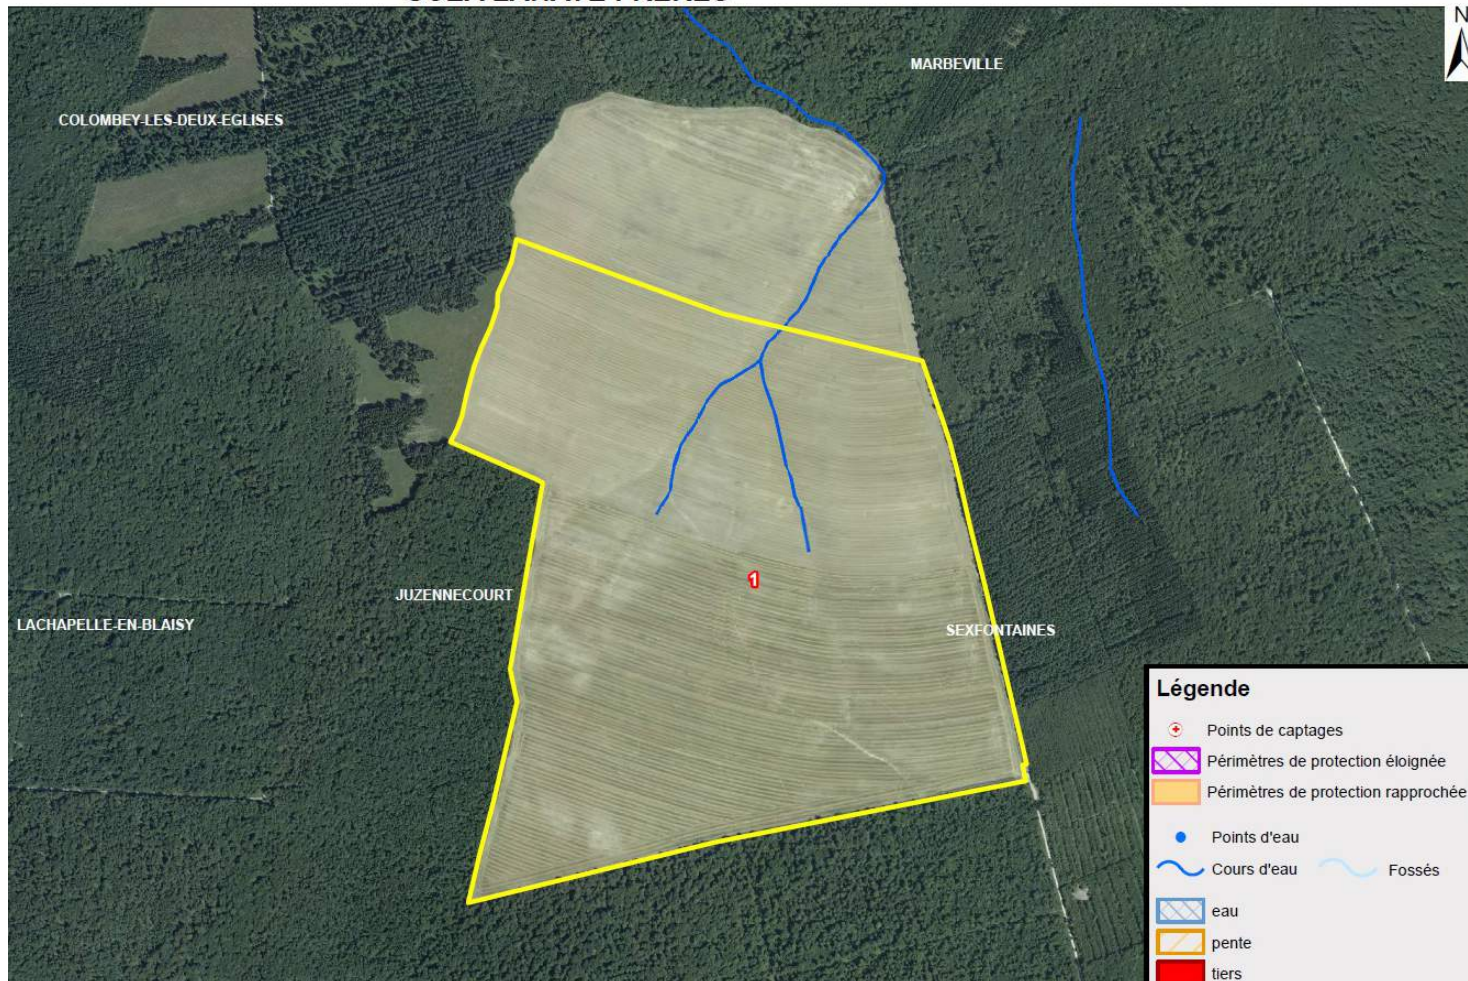 N
MARBEVILLE
COLOMBEY-LES-DEUX-EGLISES
1
JUZENNECOURT
LACHAPELLE-EN-BLAISY
SEXFONTAINES
Légende
Points de captages
Périmètres de protection éloignée
Périmètres de protection rapprochée
Points d'eau
Cours d'eau Fossés
eau
pente
tiers